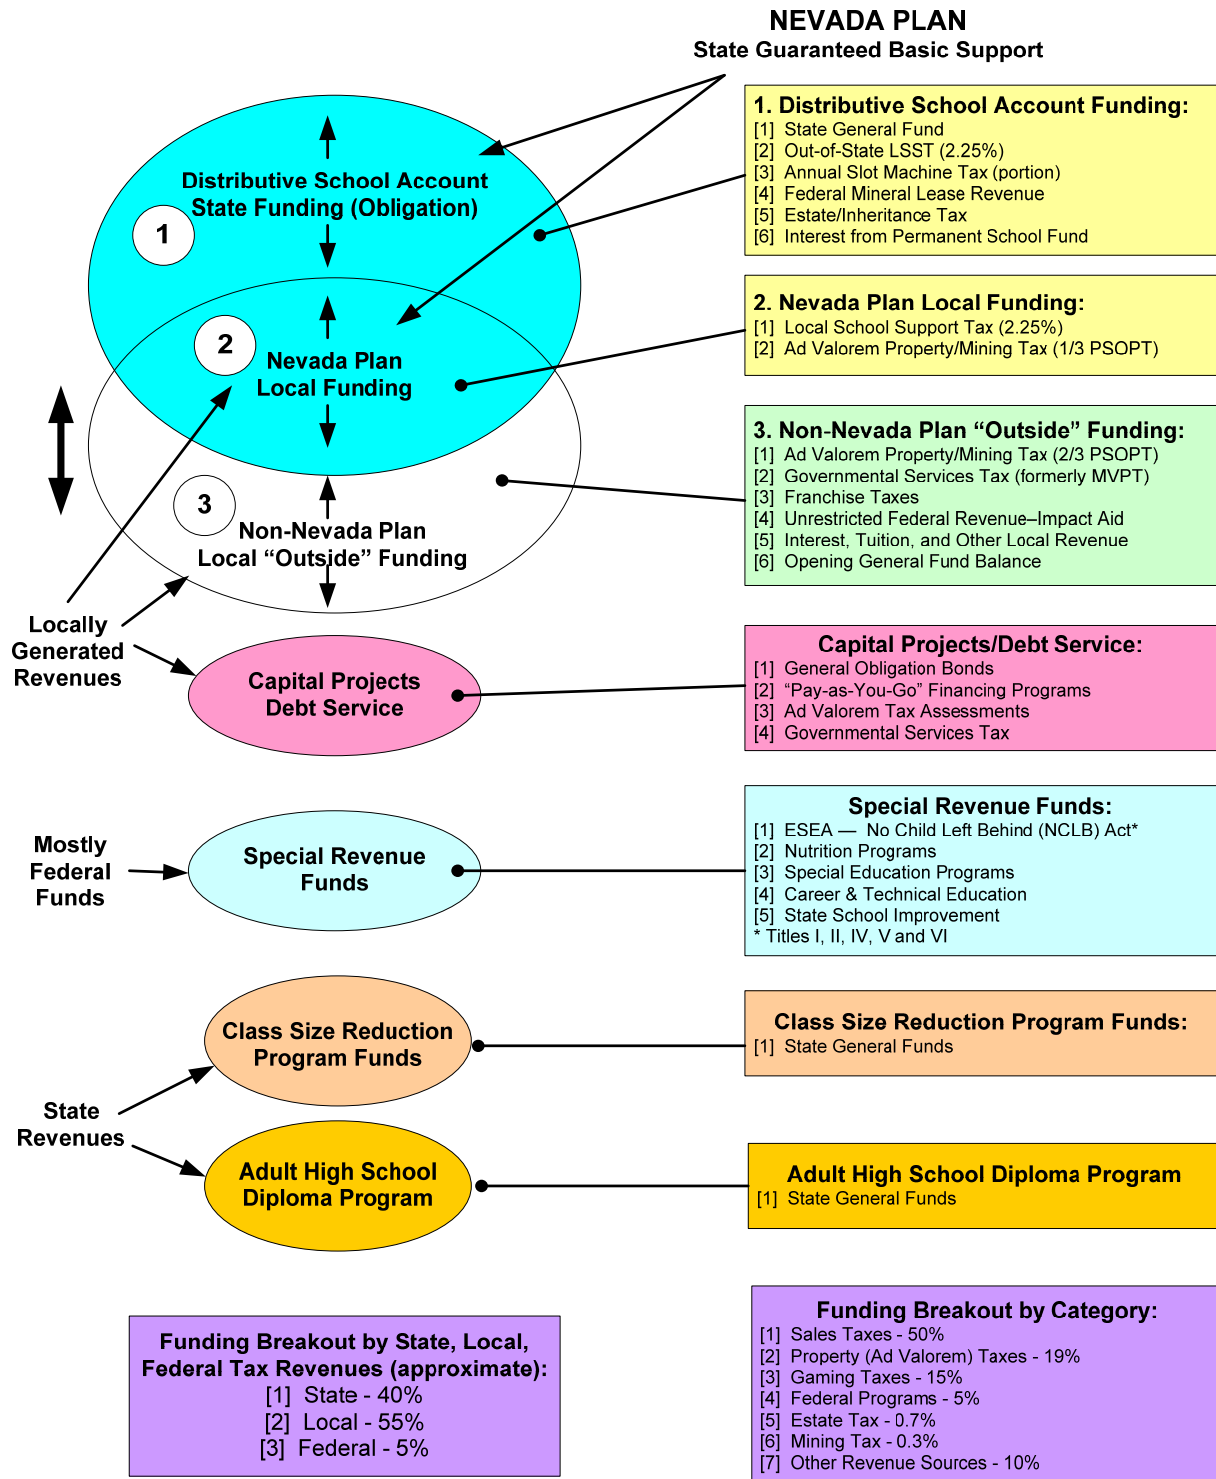 NEVADA PLAN
State Guaranteed Basic Support
Distributive School Account
State Funding (Obligation)
1
2
Nevada Plan
Local Funding
3
Non-Nevada Plan
Local “Outside” Funding
Locally
Generated
Revenues
Capital Projects
Debt Service
Mostly
Federal
Funds
Special Revenue
Funds
Class Size Reduction
Program Funds
State
Revenues
Adult High School
Diploma Program
1. Distributive School Account Funding:
[1] State General Fund
[2] Out-of-State LSST (2.25%)
[3] Annual Slot Machine Tax (portion)
[4] Federal Mineral Lease Revenue
[5] Estate/Inheritance Tax
[6] Interest from Permanent School Fund
2. Nevada Plan Local Funding:
[1] Local School Support Tax (2.25%)
[2] Ad Valorem Property/Mining Tax (1/3 PSOPT)
3. Non-Nevada Plan “Outside” Funding:
[1] Ad Valorem Property/Mining Tax (2/3 PSOPT)
[2] Governmental Services Tax (formerly MVPT)
[3] Franchise Taxes
[4] Unrestricted Federal Revenue–Impact Aid
[5] Interest, Tuition, and Other Local Revenue
[6] Opening General Fund Balance
Capital Projects/Debt Service:
[1] General Obligation Bonds
[2] “Pay-as-You-Go” Financing Programs
[3] Ad Valorem Tax Assessments
[4] Governmental Services Tax
Special Revenue Funds:
[1] ESEA — No Child Left Behind (NCLB) Act*
[2] Nutrition Programs
[3] Special Education Programs
[4] Career & Technical Education
[5] State School Improvement
* Titles I, II, IV, V and VI
Class Size Reduction Program Funds:
[1] State General Funds
Adult High School Diploma Program
[1] State General Funds
Funding Breakout by State, Local,
Federal Tax Revenues (approximate):
[1] State - 40%
[2] Local - 55%
[3] Federal - 5%
Funding Breakout by Category:
[1] Sales Taxes - 50%
[2] Property (Ad Valorem) Taxes - 19%
[3] Gaming Taxes - 15%
[4] Federal Programs - 5%
[5] Estate Tax - 0.7%
[6] Mining Tax - 0.3%
[7] Other Revenue Sources - 10%